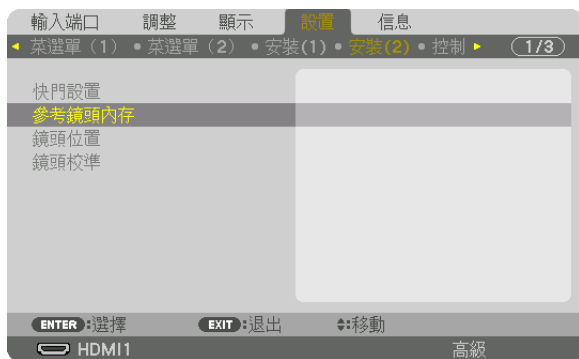 輸入端口 調整 顯示 設置 信息
◄ 菜選單（1） ● 菜選單（2） ● 安裝(1) ● 安裝(2) ● 控制 ► 1/3
快門設置
參考鏡頭內存
鏡頭位置
鏡頭校準
ENTER :選擇 EXIT :退出 ♦:移動
HDMI1 高級